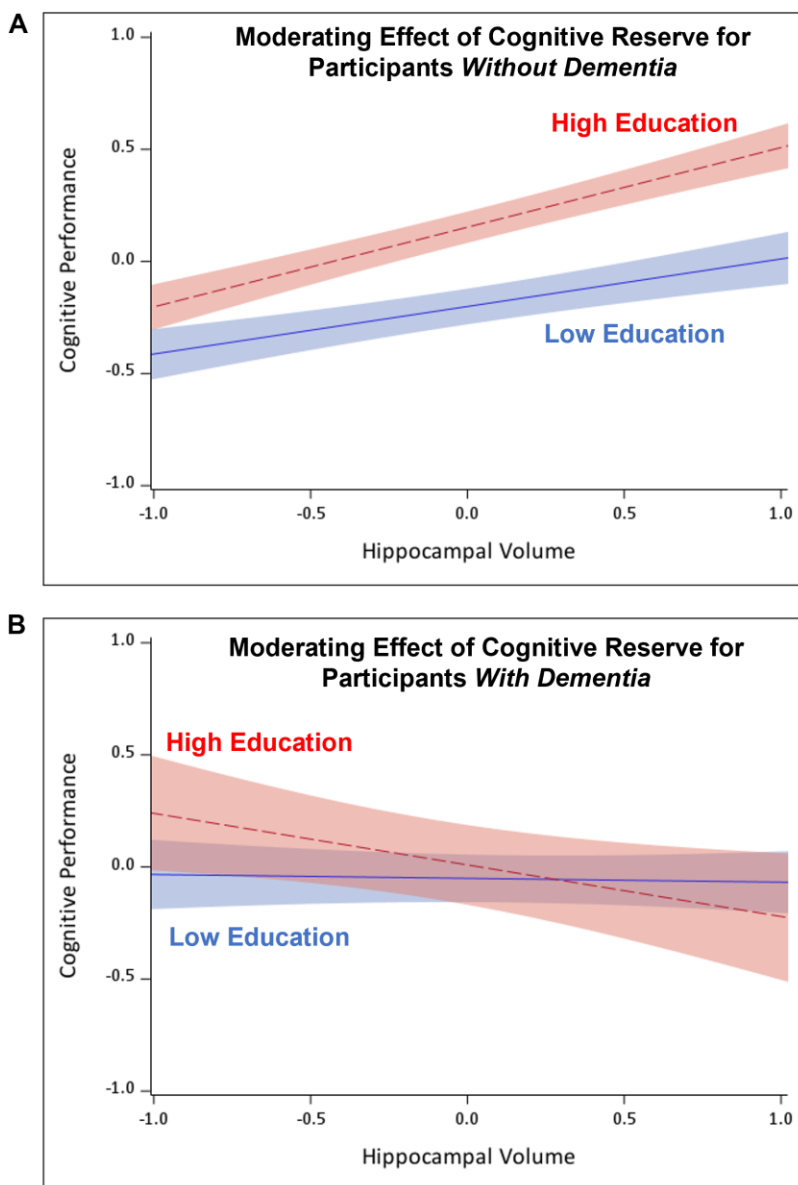 A
Moderating Effect of Cognitive Reserve for
Participants Without Dementia
1.0
High Education
0.5
Cognitive Performance
0.0
Low Education
-0.5
-1.0
-1.0 -0.5 0.0 0.5 1.0
Hippocampal Volume
B
Moderating Effect of Cognitive Reserve for
Participants With Dementia
1.0
High Education
0.5
Cognitive Performance
0.0
Low Education
-0.5
-1.0
-1.0 -0.5 0.0 0.5 1.0
Hippocampal Volume